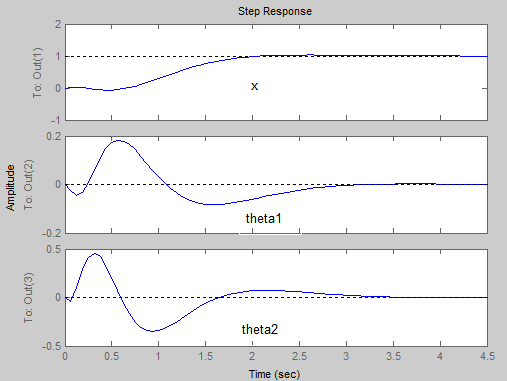 Step Response
Amplitude
To: Out(1)
2
1
0
-1
x
To: Out(2)
0.2
0
-0.2
theta1
To: Out(3)
0.5
0
-0.5
theta2
0 0.5 1 1.5 2 2.5 3 3.5 4 4.5
Time (sec)